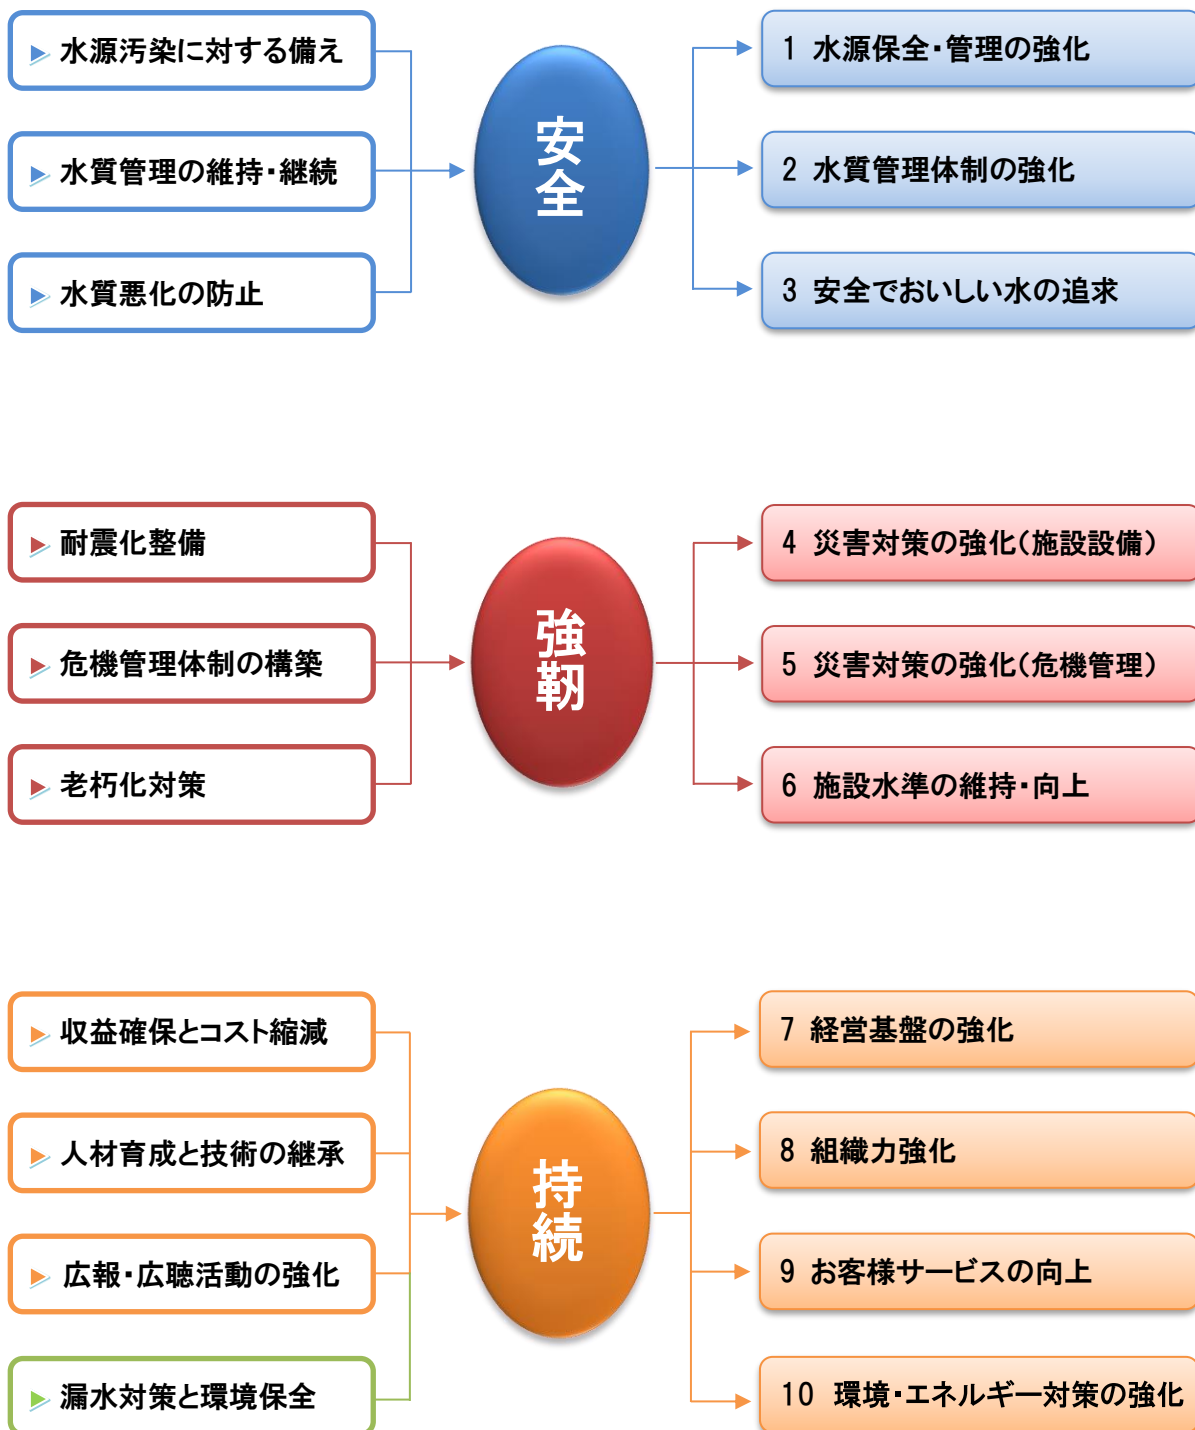 水源汚染に対する備え
水質管理の維持・継続
水質悪化の防止
安全
1 水源保全・管理の強化
2 水質管理体制の強化
3 安全でおいしい水の追求
耐震化整備
危機管理体制の構築
老朽化対策
強靭
4 災害対策の強化（施設設備）
5 災害対策の強化（危機管理）
6 施設水準の維持・向上
収益確保とコスト縮減
人材育成と技術の継承
広報・広聴活動の強化
漏水対策と環境保全
持続
7 経営基盤の強化
8 組織力強化
9 お客様サービスの向上
10 環境・エネルギー対策の強化